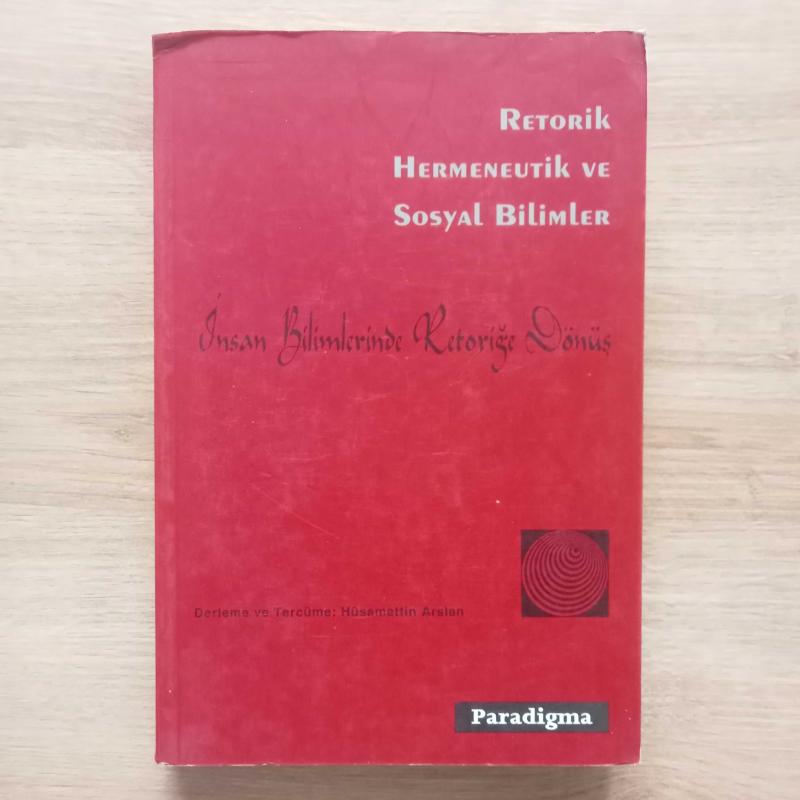 Retorik
Hermeneutik ve
Sosyal Bilimler
İnsan Bilimlerinde Retoriğe Dönüş
Derleme ve Tercüme: Hüsamettin Arslan
Paradigma